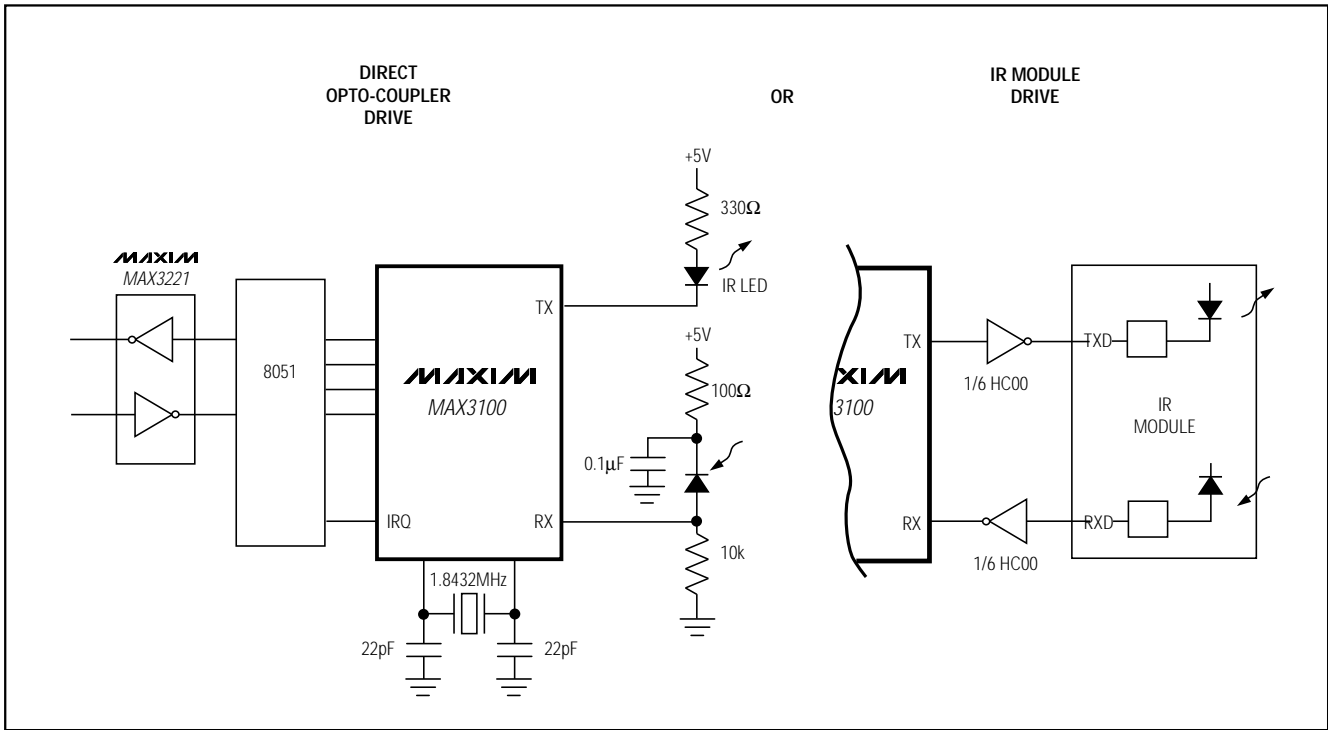 DIRECT
OPTO-COUPLER
DRIVE
OR
IR MODULE
DRIVE
+5V
330Ω
IR LED
MAXIM
MAX3221
8051
TX
MAXIM
MAX3100
IRQ
RX
+5V
100Ω
0.1µF
10k
1.8432MHz
22pF
22pF
XIM
3100
TX
RX
1/6 HC00
1/6 HC00
TXD
IR
MODULE
RXD